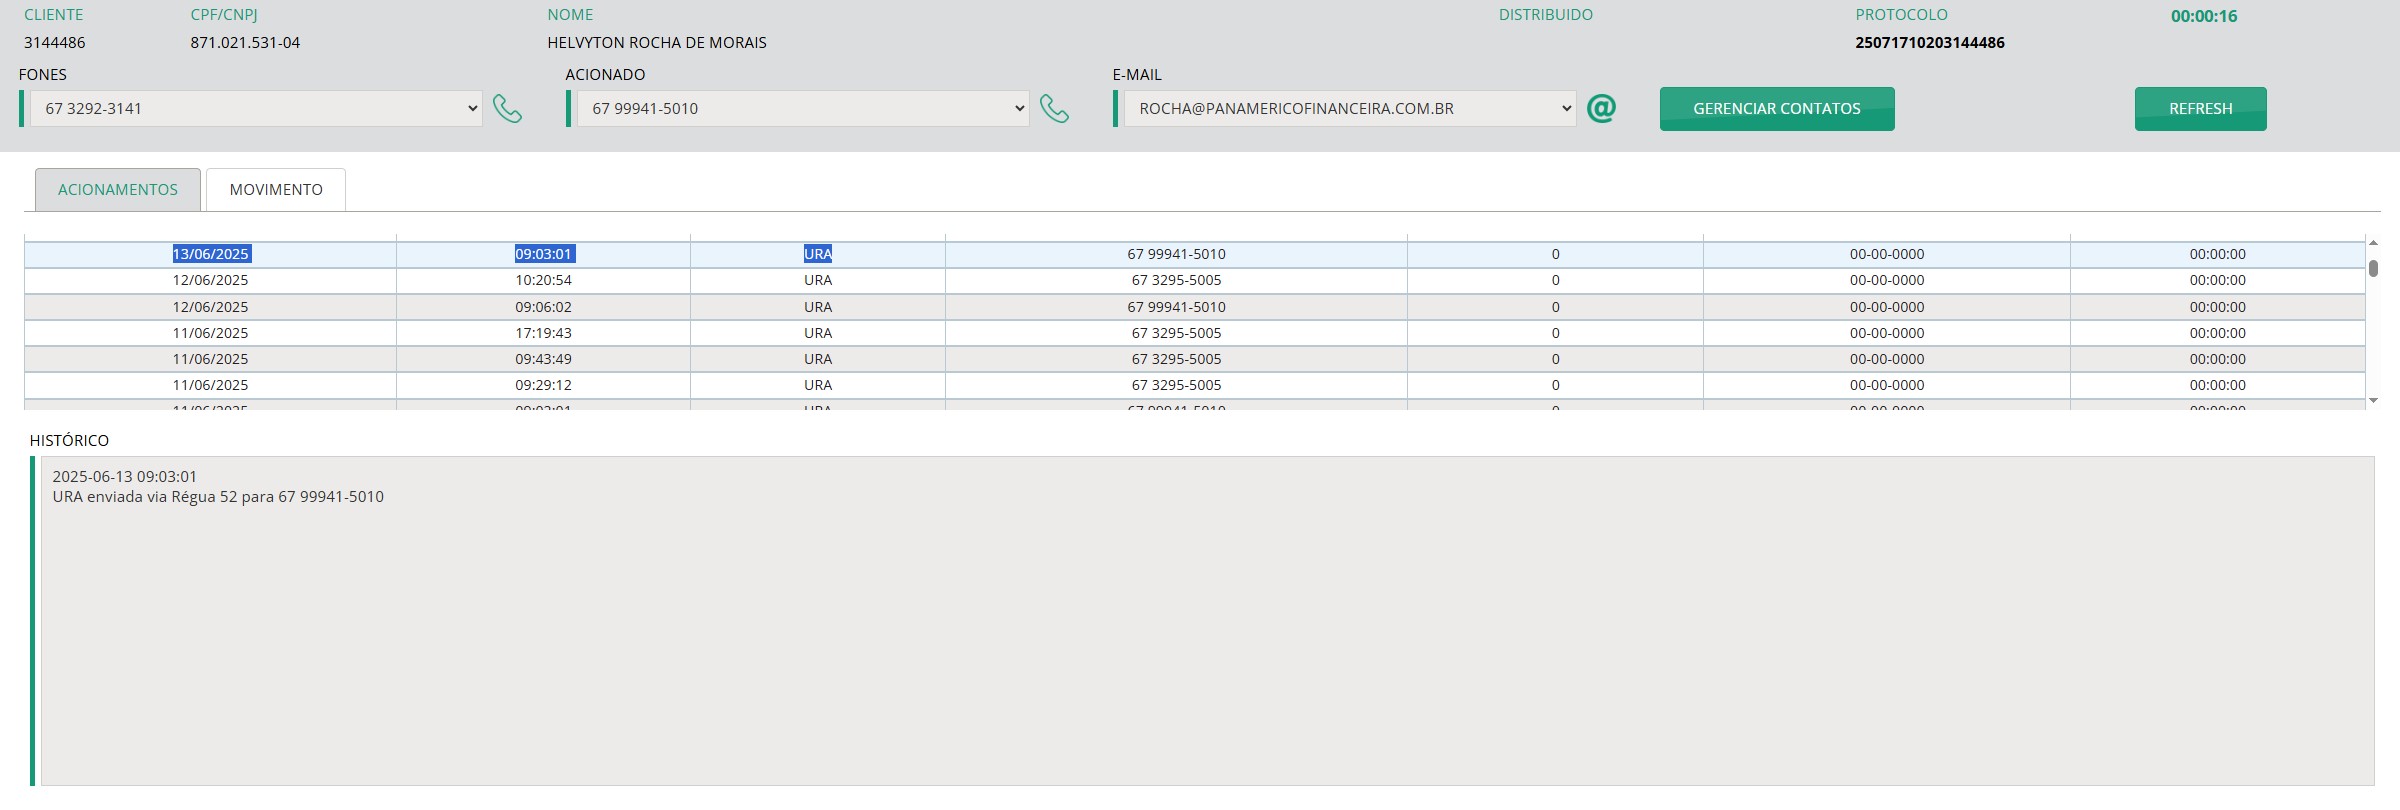 CLIENTE CPF/CNPJ NOME DISTRIBUIDO PROTOCOLO 00:00:16
3144486 871.021.531-04 HELVYTON ROCHA DE MORAIS 25071710203144486
FONES ACIONADO E-MAIL
67 3292-3141 67 99941-5010 ROCHA@PANAMERICOFINANCEIRA.COM.BR @ GERENCIAR CONTATOS REFRESH
ACIONAMENTOS MOVIMENTO
13/06/2025 09:03:01 URA 67 99941-5010 0 00-00-0000 00:00:00
12/06/2025 10:20:54 URA 67 3295-5005 0 00-00-0000 00:00:00
12/06/2025 09:06:02 URA 67 99941-5010 0 00-00-0000 00:00:00
11/06/2025 17:19:43 URA 67 3295-5005 0 00-00-0000 00:00:00
11/06/2025 09:43:49 URA 67 3295-5005 0 00-00-0000 00:00:00
11/06/2025 09:29:12 URA 67 3295-5005 0 00-00-0000 00:00:00
HISTÓRICO
2025-06-13 09:03:01
URA enviada via Régua 52 para 67 99941-5010